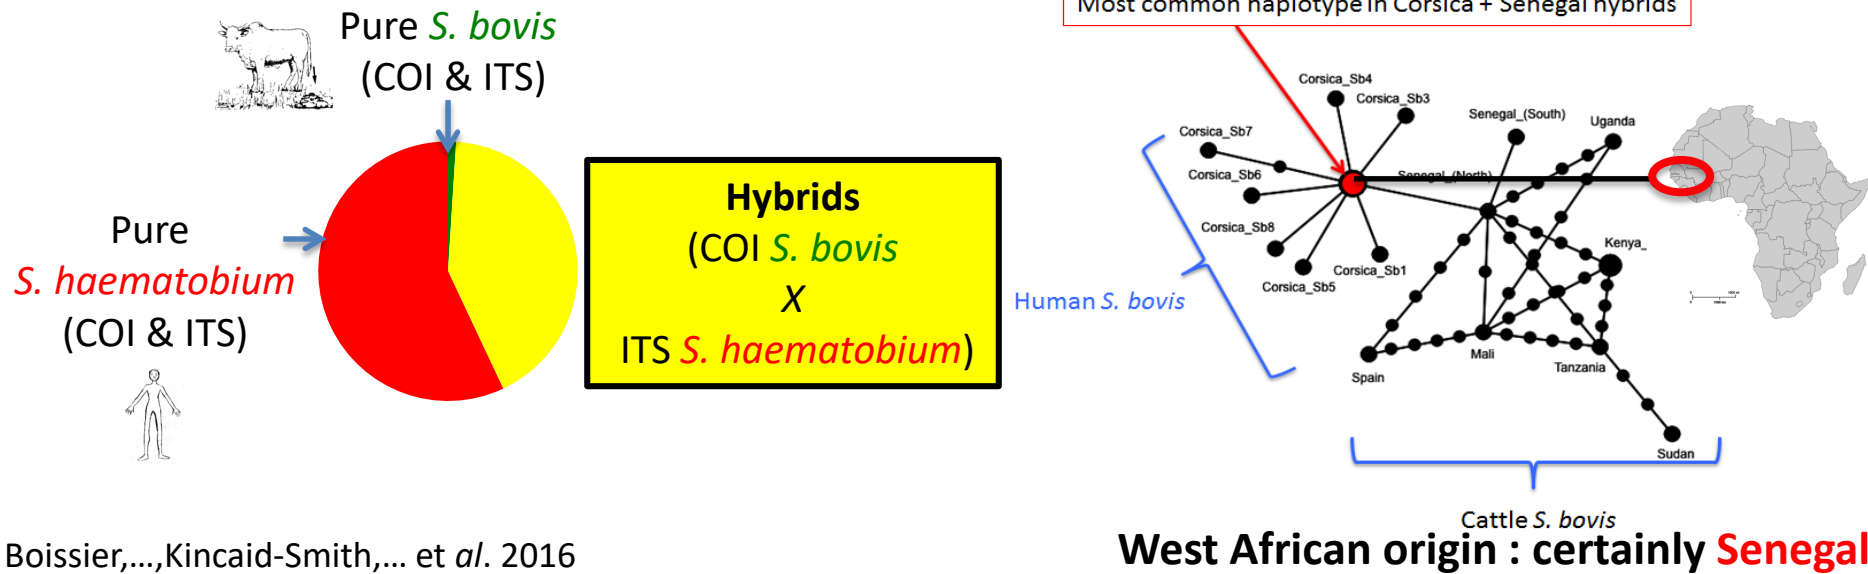 Pure S. bovis
(COI & ITS)
Pure
S. haematobium
(COI & ITS)
Hybrids
(COI S. bovis
X
ITS S. haematobium)
Boissier,...,Kincaid-Smith,... et al. 2016
Most common haplotype in Corsica + Senegal hybrids
Corsica_Sb4
Corsica_Sb3
Corsica_Sb7
Senegal_(South)
Uganda
Corsica_Sb6
Senegal_(North)
Corsica_Sb8
Corsica_Sb1
Corsica_Sb5
Kenya_
Human S. bovis
Mali
Spain
Tanzania
Sudan
Cattle S. bovis
West African origin : certainly Senegal